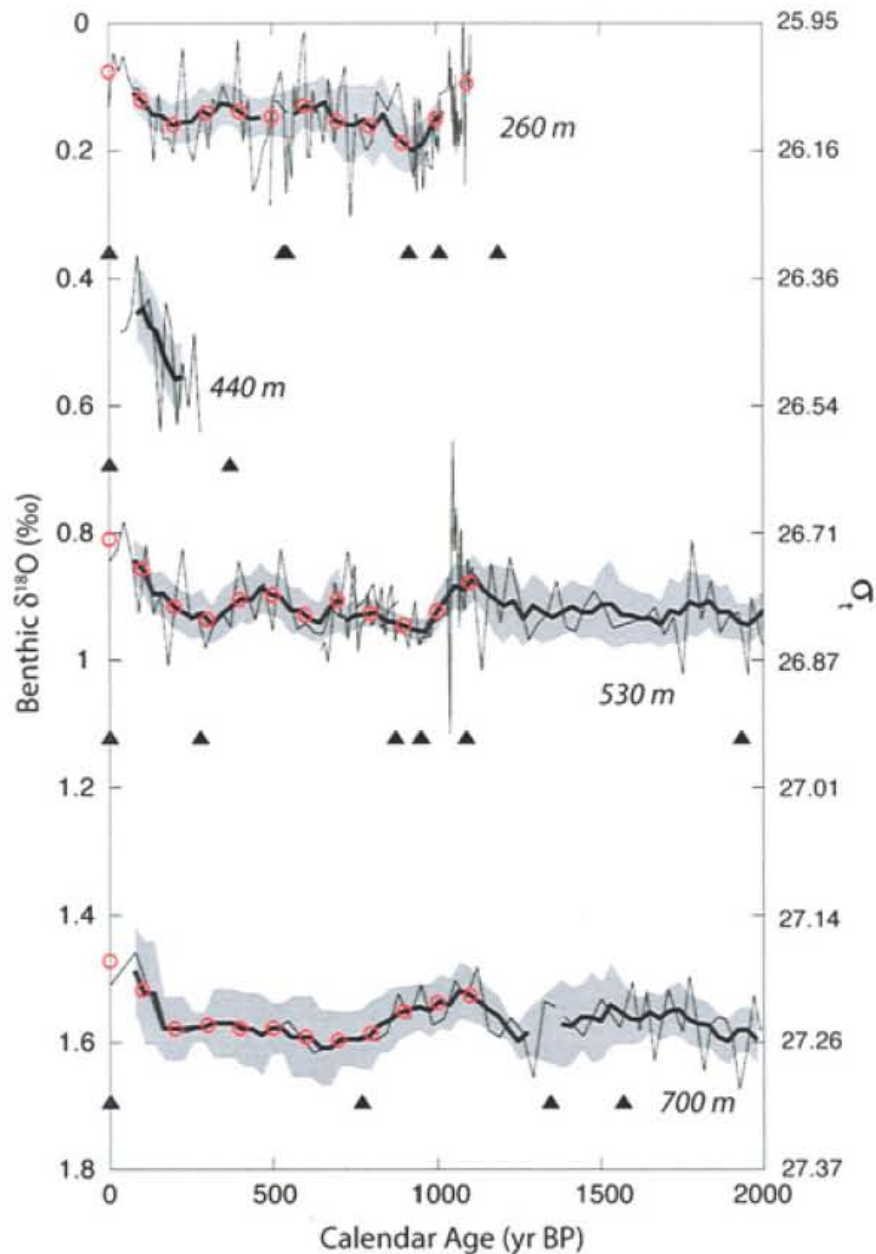 0
0.2
0.4
0.6
0.8
1
1.2
1.4
1.6
1.8
Benthic δ¹⁸O (‰)
25.95
26.16
26.36
26.54
26.71
26.87
27.01
27.14
27.26
27.37
σt
260 m
440 m
530 m
700 m
0 500 1000 1500 2000
Calendar Age (yr BP)